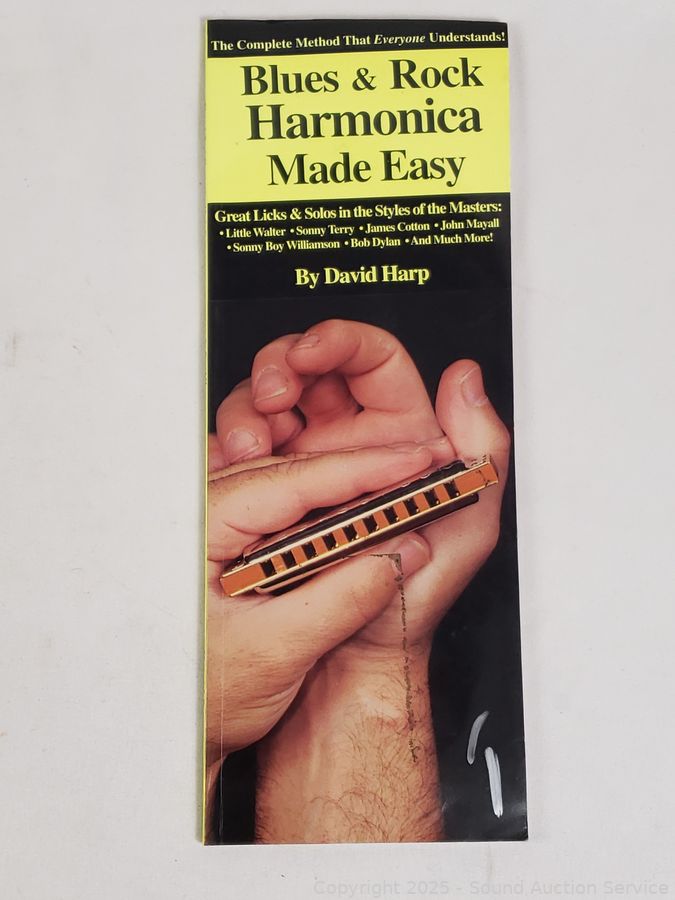 The Complete Method That Everyone Understands!
Blues & Rock
Harmonica
Made Easy
Great Licks & Solos in the Styles of the Masters:
• Little Walter • Sonny Terry • James Cotton • John Mayall
• Sonny Boy Williamson • Bob Dylan • And Much More!
By David Harp
Copyright 2025 - Sound Auction Service